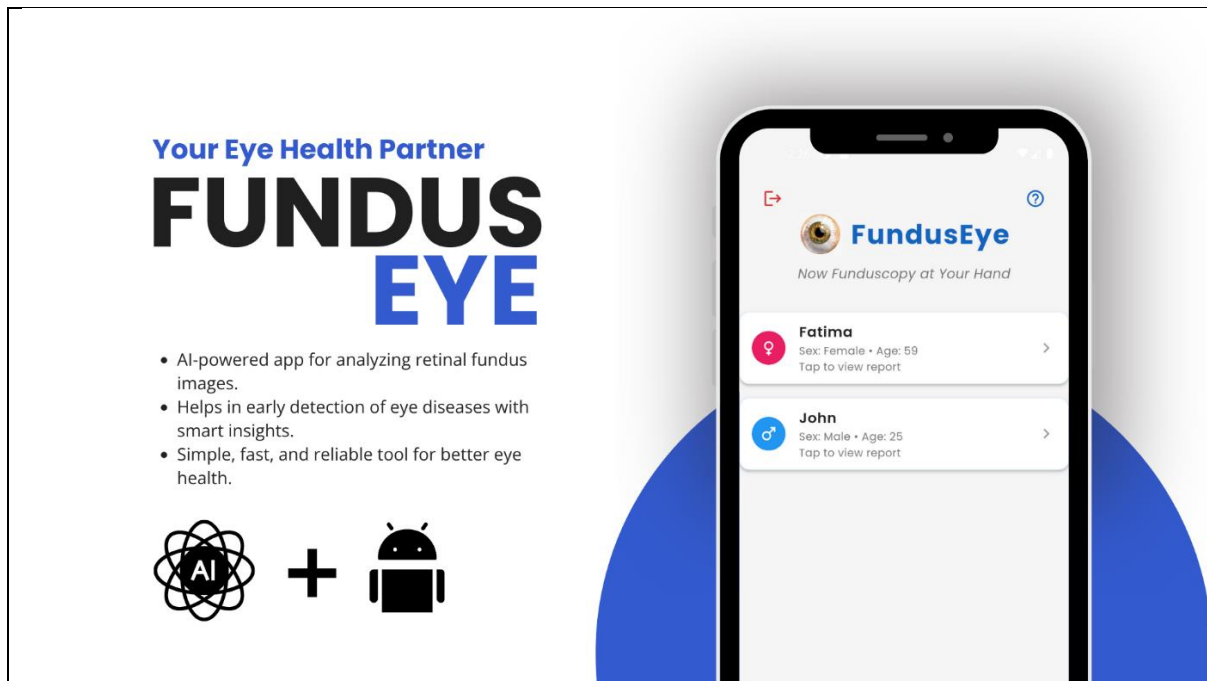 Your Eye Health Partner
FUNDUS
EYE
• AI-powered app for analyzing retinal fundus
images.
• Helps in early detection of eye diseases with
smart insights.
• Simple, fast, and reliable tool for better eye
health.
AI
+
?
FundusEye
Now Funduscopy at Your Hand
Fatima
Sex: Female • Age: 59
Tap to view report
John
Sex: Male • Age: 25
Tap to view report